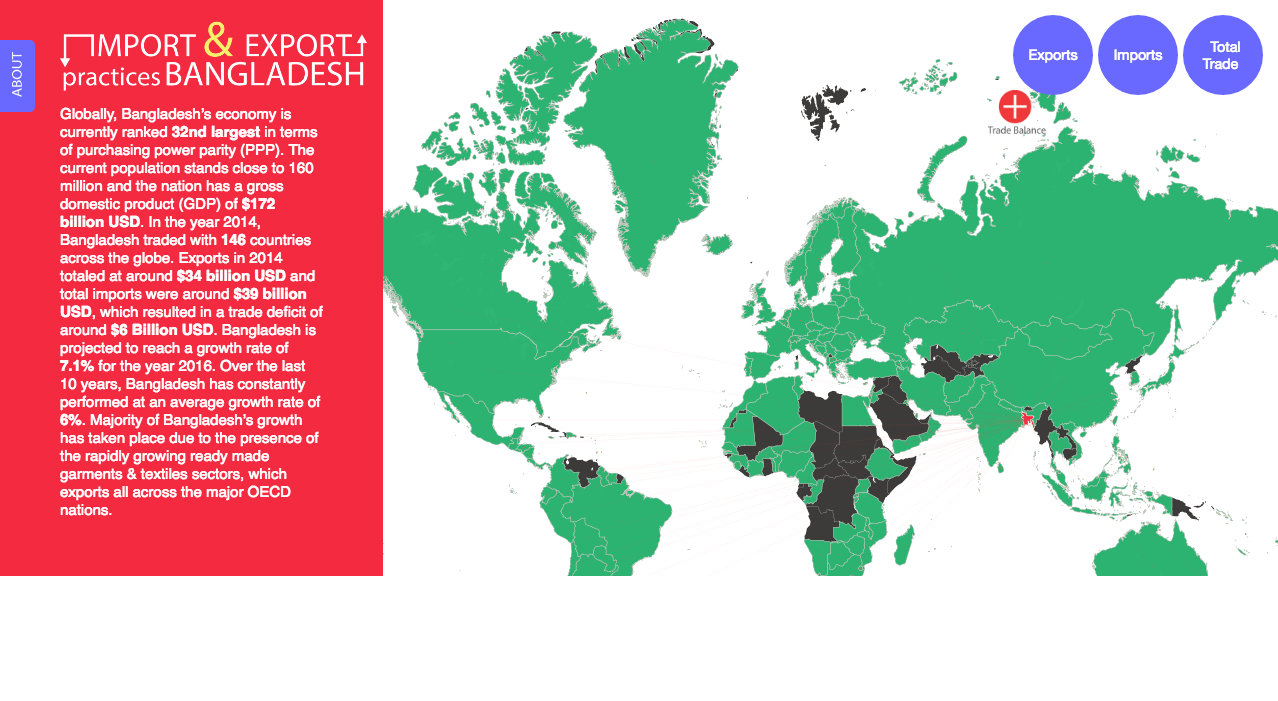 ABOUT
IMPORT & EXPORT
practices BANGLADESH
Globally, Bangladesh's economy is
currently ranked 32nd largest in terms
of purchasing power parity (PPP). The
current population stands close to 160
million and the nation has a gross
domestic product (GDP) of $172
billion USD. In the year 2014,
Bangladesh traded with 146 countries
across the globe. Exports in 2014
totaled at around $34 billion USD and
total imports were around $39 billion
USD, which resulted in a trade deficit of
around $6 Billion USD. Bangladesh is
projected to reach a growth rate of
7.1% for the year 2016. Over the last
10 years, Bangladesh has constantly
performed at an average growth rate of
6%. Majority of Bangladesh's growth
has taken place due to the presence of
the rapidly growing ready made
garments & textiles sectors, which
exports all across the major OECD
nations.
Exports
Imports
Total
Trade
Trade Balance